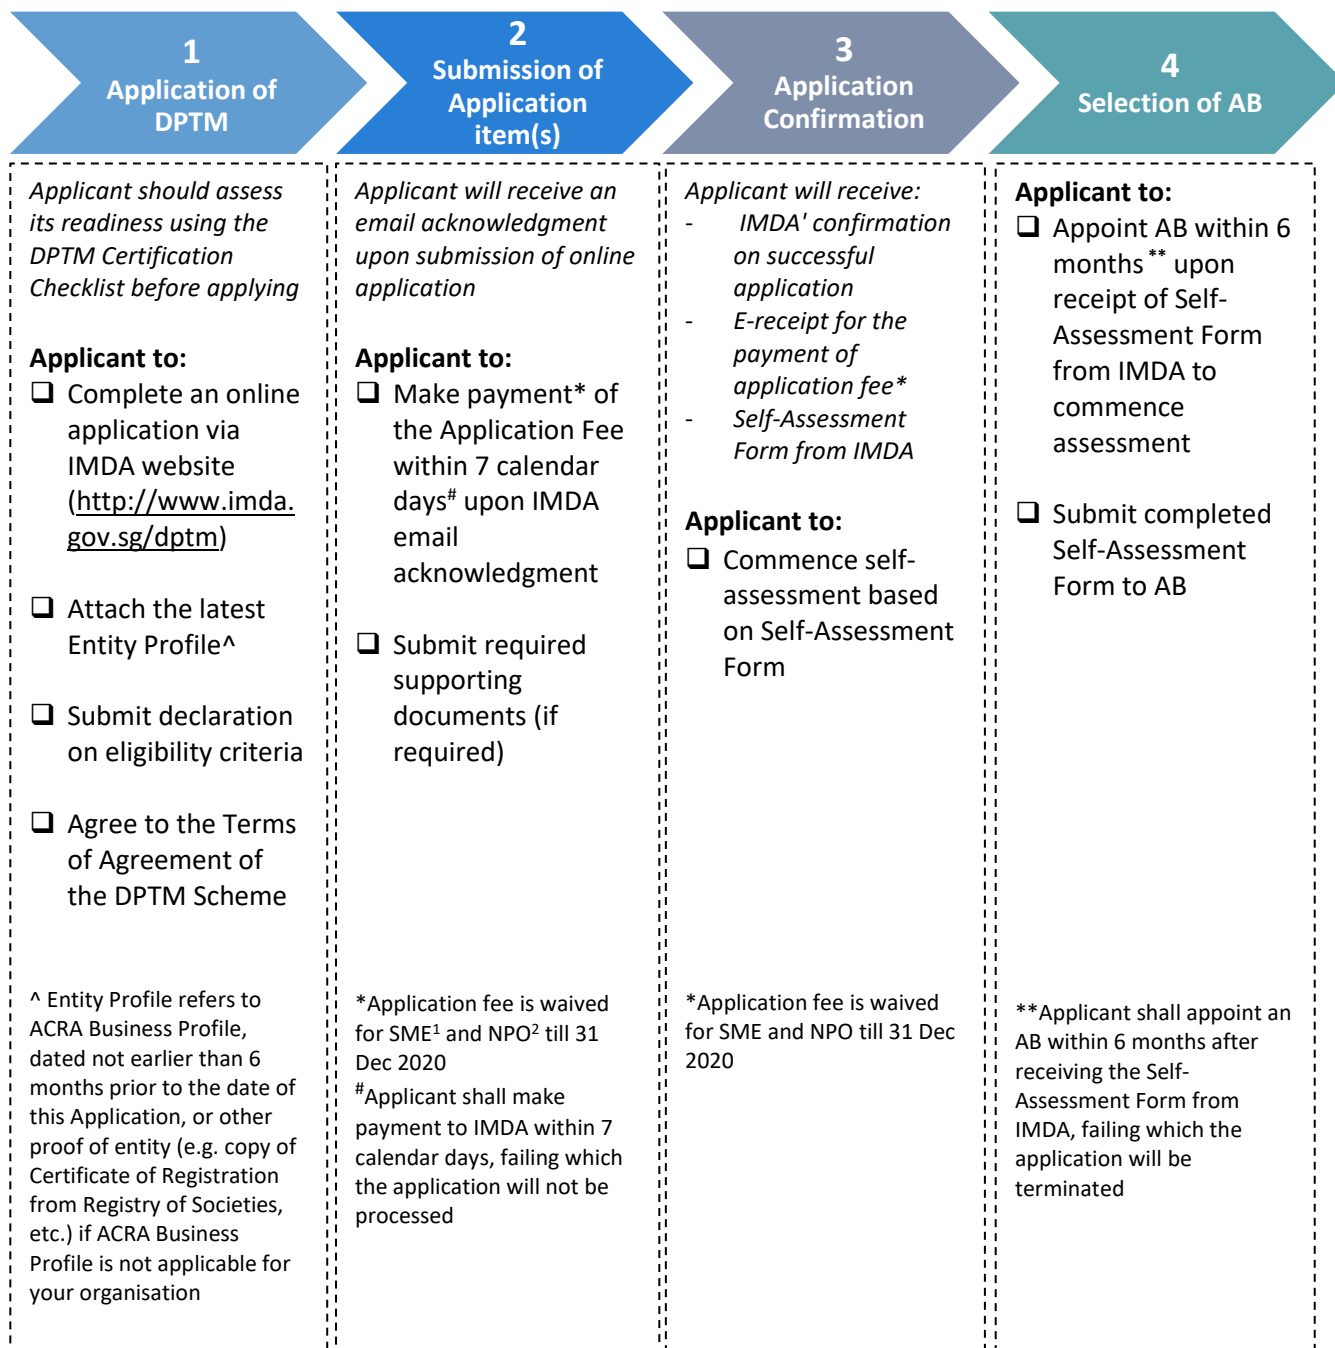 1
Application of
DPTM
2
Submission of
Application
item(s)
3
Application
Confirmation
4
Selection of AB
Applicant should assess
its readiness using the
DPTM Certification
Checklist before applying
Applicant to:
❑ Complete an online
application via
IMDA website
(http://www.imda.
gov.sg/dptm)
❑ Attach the latest
Entity Profile^
❑ Submit declaration
on eligibility criteria
❑ Agree to the Terms
of Agreement of
the DPTM Scheme
^ Entity Profile refers to
ACRA Business Profile,
dated not earlier than 6
months prior to the date of
this Application, or other
proof of entity (e.g. copy of
Certificate of Registration
from Registry of Societies,
etc.) if ACRA Business
Profile is not applicable for
your organisation
Applicant will receive an
email acknowledgment
upon submission of online
application
Applicant to:
❑ Make payment* of
the Application Fee
within 7 calendar
days# upon IMDA
email
acknowledgment
❑ Submit required
supporting
documents (if
required)
*Application fee is waived
for SME¹ and NPO² till 31
Dec 2020
#Applicant shall make
payment to IMDA within 7
calendar days, failing which
the application will not be
processed
Applicant will receive:
- IMDA' confirmation
on successful
application
- E-receipt for the
payment of
application fee*
- Self-Assessment
Form from IMDA
Applicant to:
❑ Commence self-
assessment based
on Self-Assessment
Form
*Application fee is waived
for SME and NPO till 31 Dec
2020
Applicant to:
❑ Appoint AB within 6
months ** upon
receipt of Self-
Assessment Form
from IMDA to
commence
assessment
❑ Submit completed
Self-Assessment
Form to AB
**Applicant shall appoint an
AB within 6 months after
receiving the Self-
Assessment Form from
IMDA, failing which the
application will be
terminated